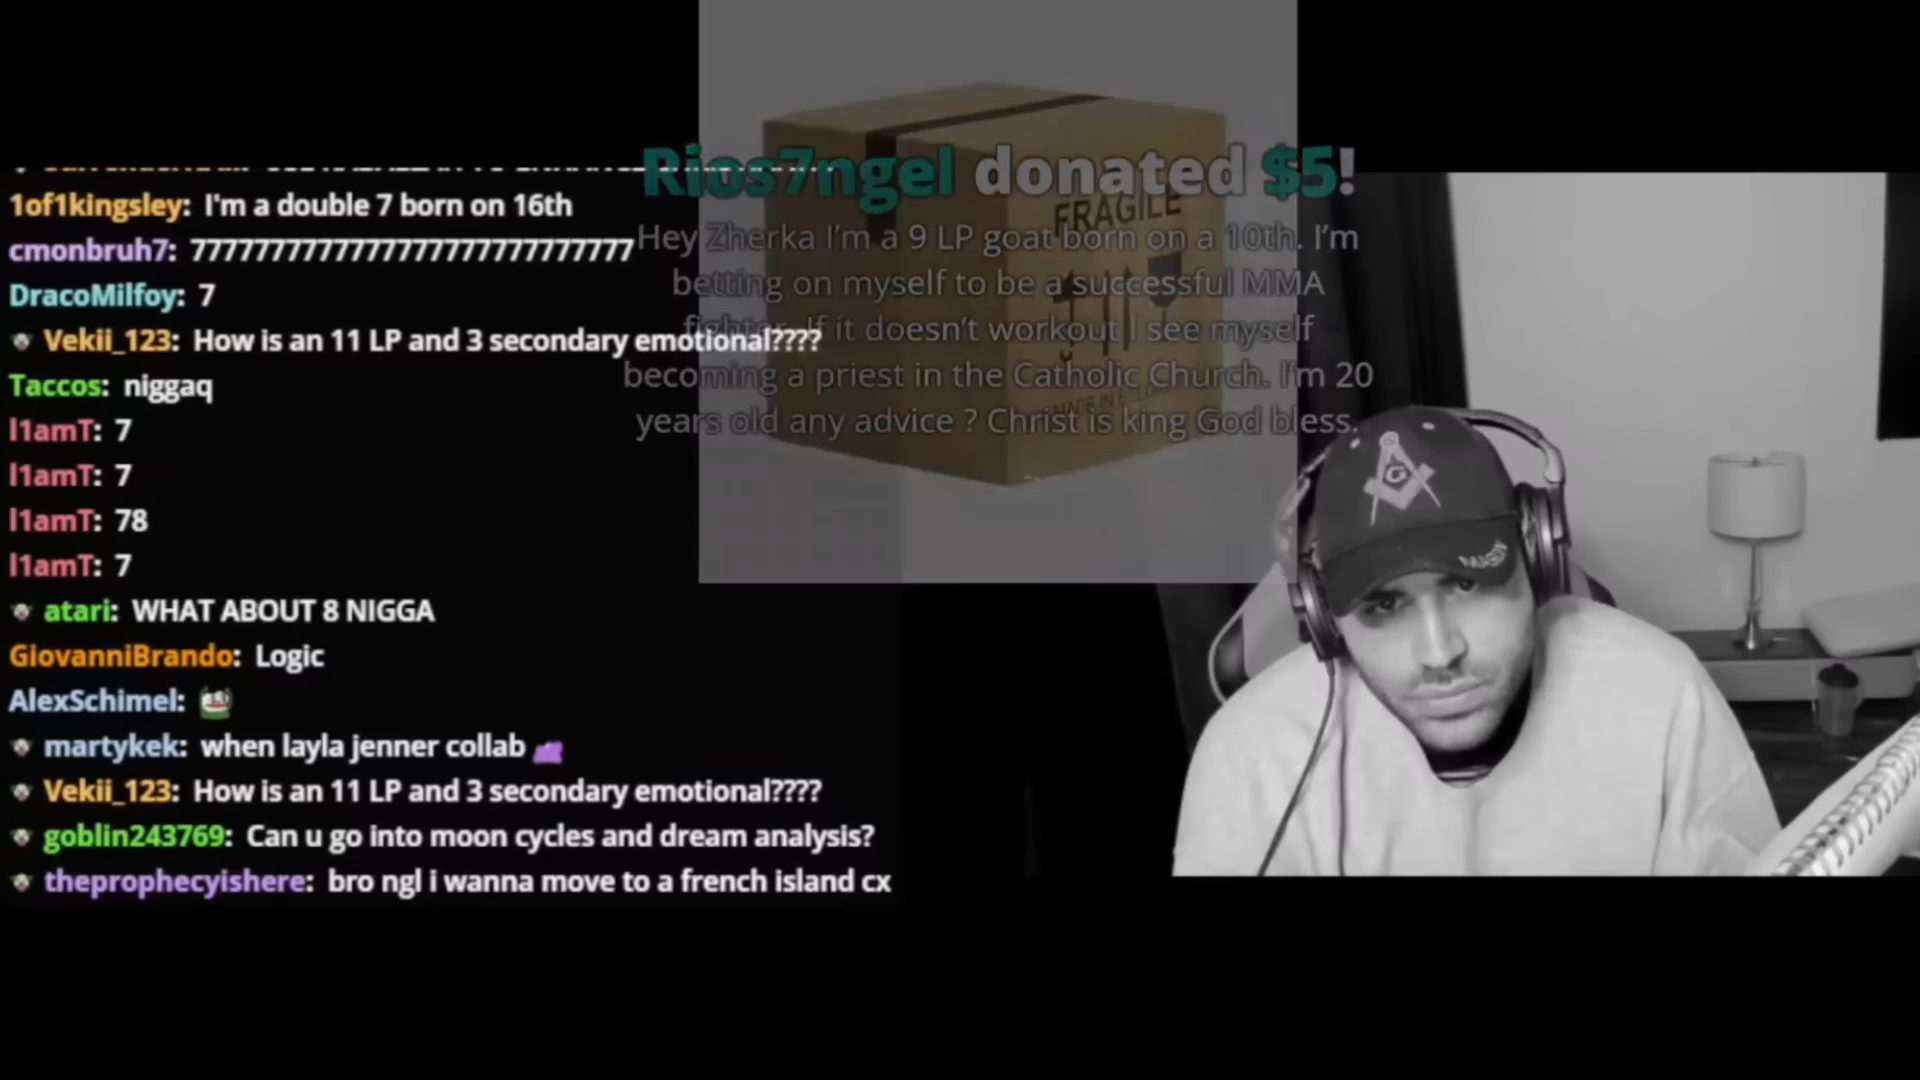 1of1kingsley: I'm a double 7 born on 16th
cmonbruh7: 7777777777777777777777777777
DracoMilfoy: 7
Vekii_123: How is an 11 LP and 3 secondary emotional????
Taccos: niggaq
l1amT: 7
l1amT: 7
l1amT: 78
l1amT: 7
atari: WHAT ABOUT 8 NIGGA
GiovanniBrando: Logic
AlexSchimel:
martykek: when layla jenner collab
Vekii_123: How is an 11 LP and 3 secondary emotional????
goblin243769: Can u go into moon cycles and dream analysis?
theprophecyishere: bro ngl i wanna move to a french island cx
Rios7ngel donated $5!
Hey Zherka I'm a 9 LP goat born on a 10th. I'm
betting on myself to be a successful MMA
fighter. If it doesn't workout I see myself
becoming a priest in the Catholic Church. I'm 20
years old any advice ? Christ is king God bless.
FRAGILE
G